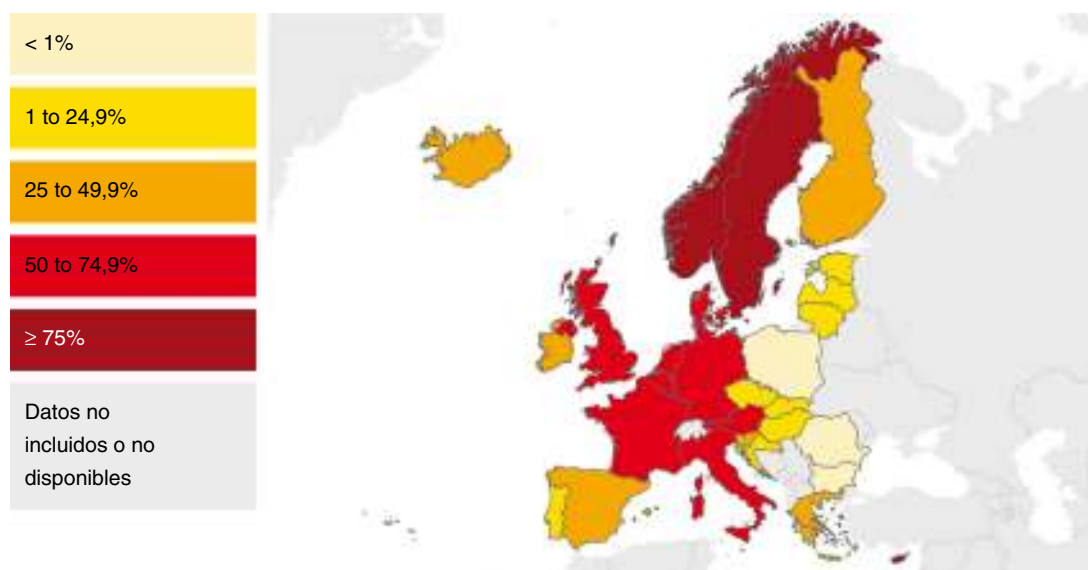 < 1%
1 to 24,9%
25 to 49,9%
50 to 74,9%
≥ 75%
Datos no
incluidos o no
disponibles